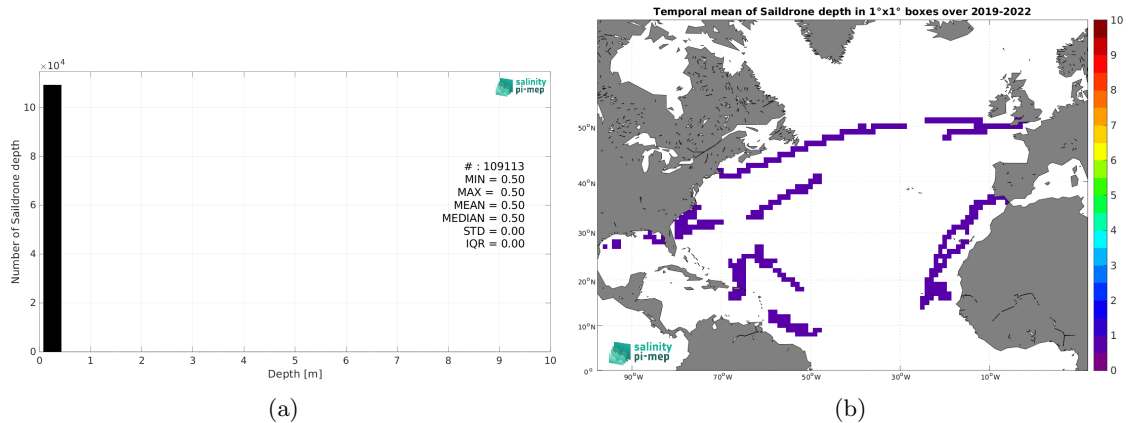 ×10⁴
10
8
6
4
2
0
Number of Saildrone depth
salinity
pi-mep
# : 109113
MIN = 0.50
MAX = 0.50
MEAN = 0.50
MEDIAN = 0.50
STD = 0.00
IQR = 0.00
0 1 2 3 4 5 6 7 8 9 10
Depth [m]
(a)
Temporal mean of Saildrone depth in 1°x1° boxes over 2019-2022
50°N
40°N
30°N
20°N
10°N
0°
90°W 70°W 50°W 30°W 10°W
salinity
pi-mep
10
9
8
7
6
5
4
3
2
1
0
(b)